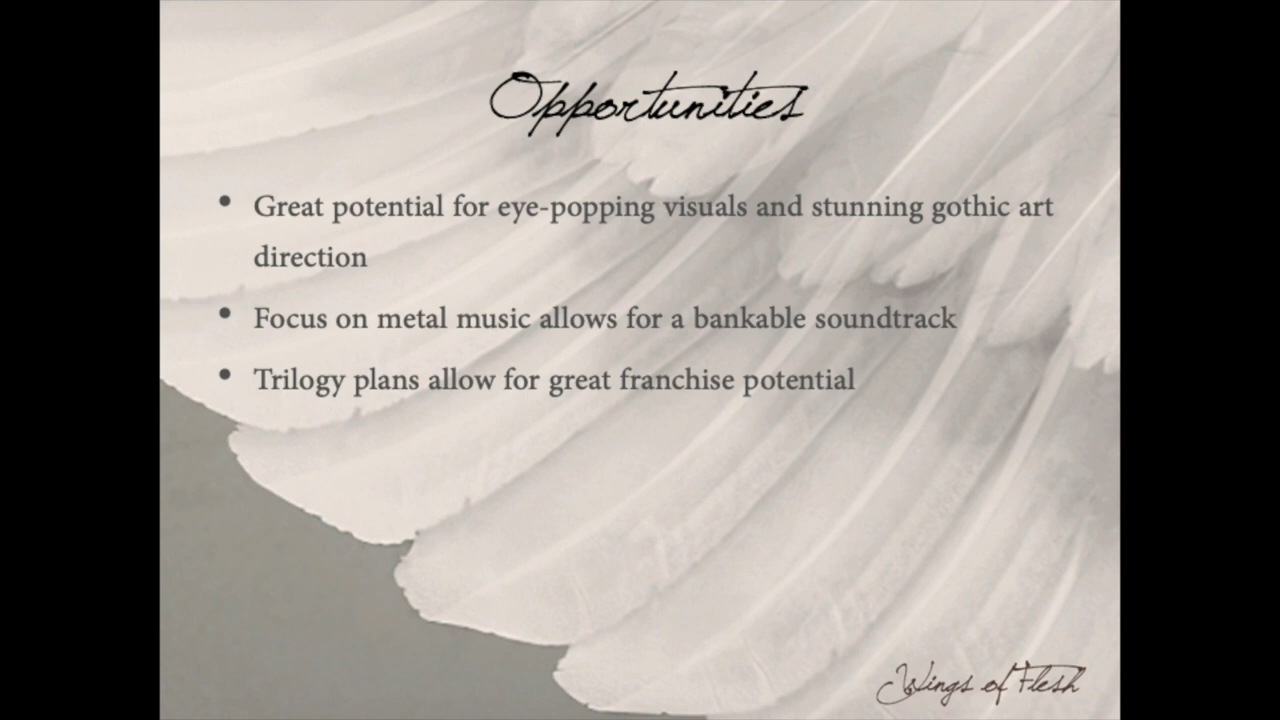 Opportunities
• Great potential for eye-popping visuals and stunning gothic art
direction
• Focus on metal music allows for a bankable soundtrack
• Trilogy plans allow for great franchise potential
Wings of Flesh